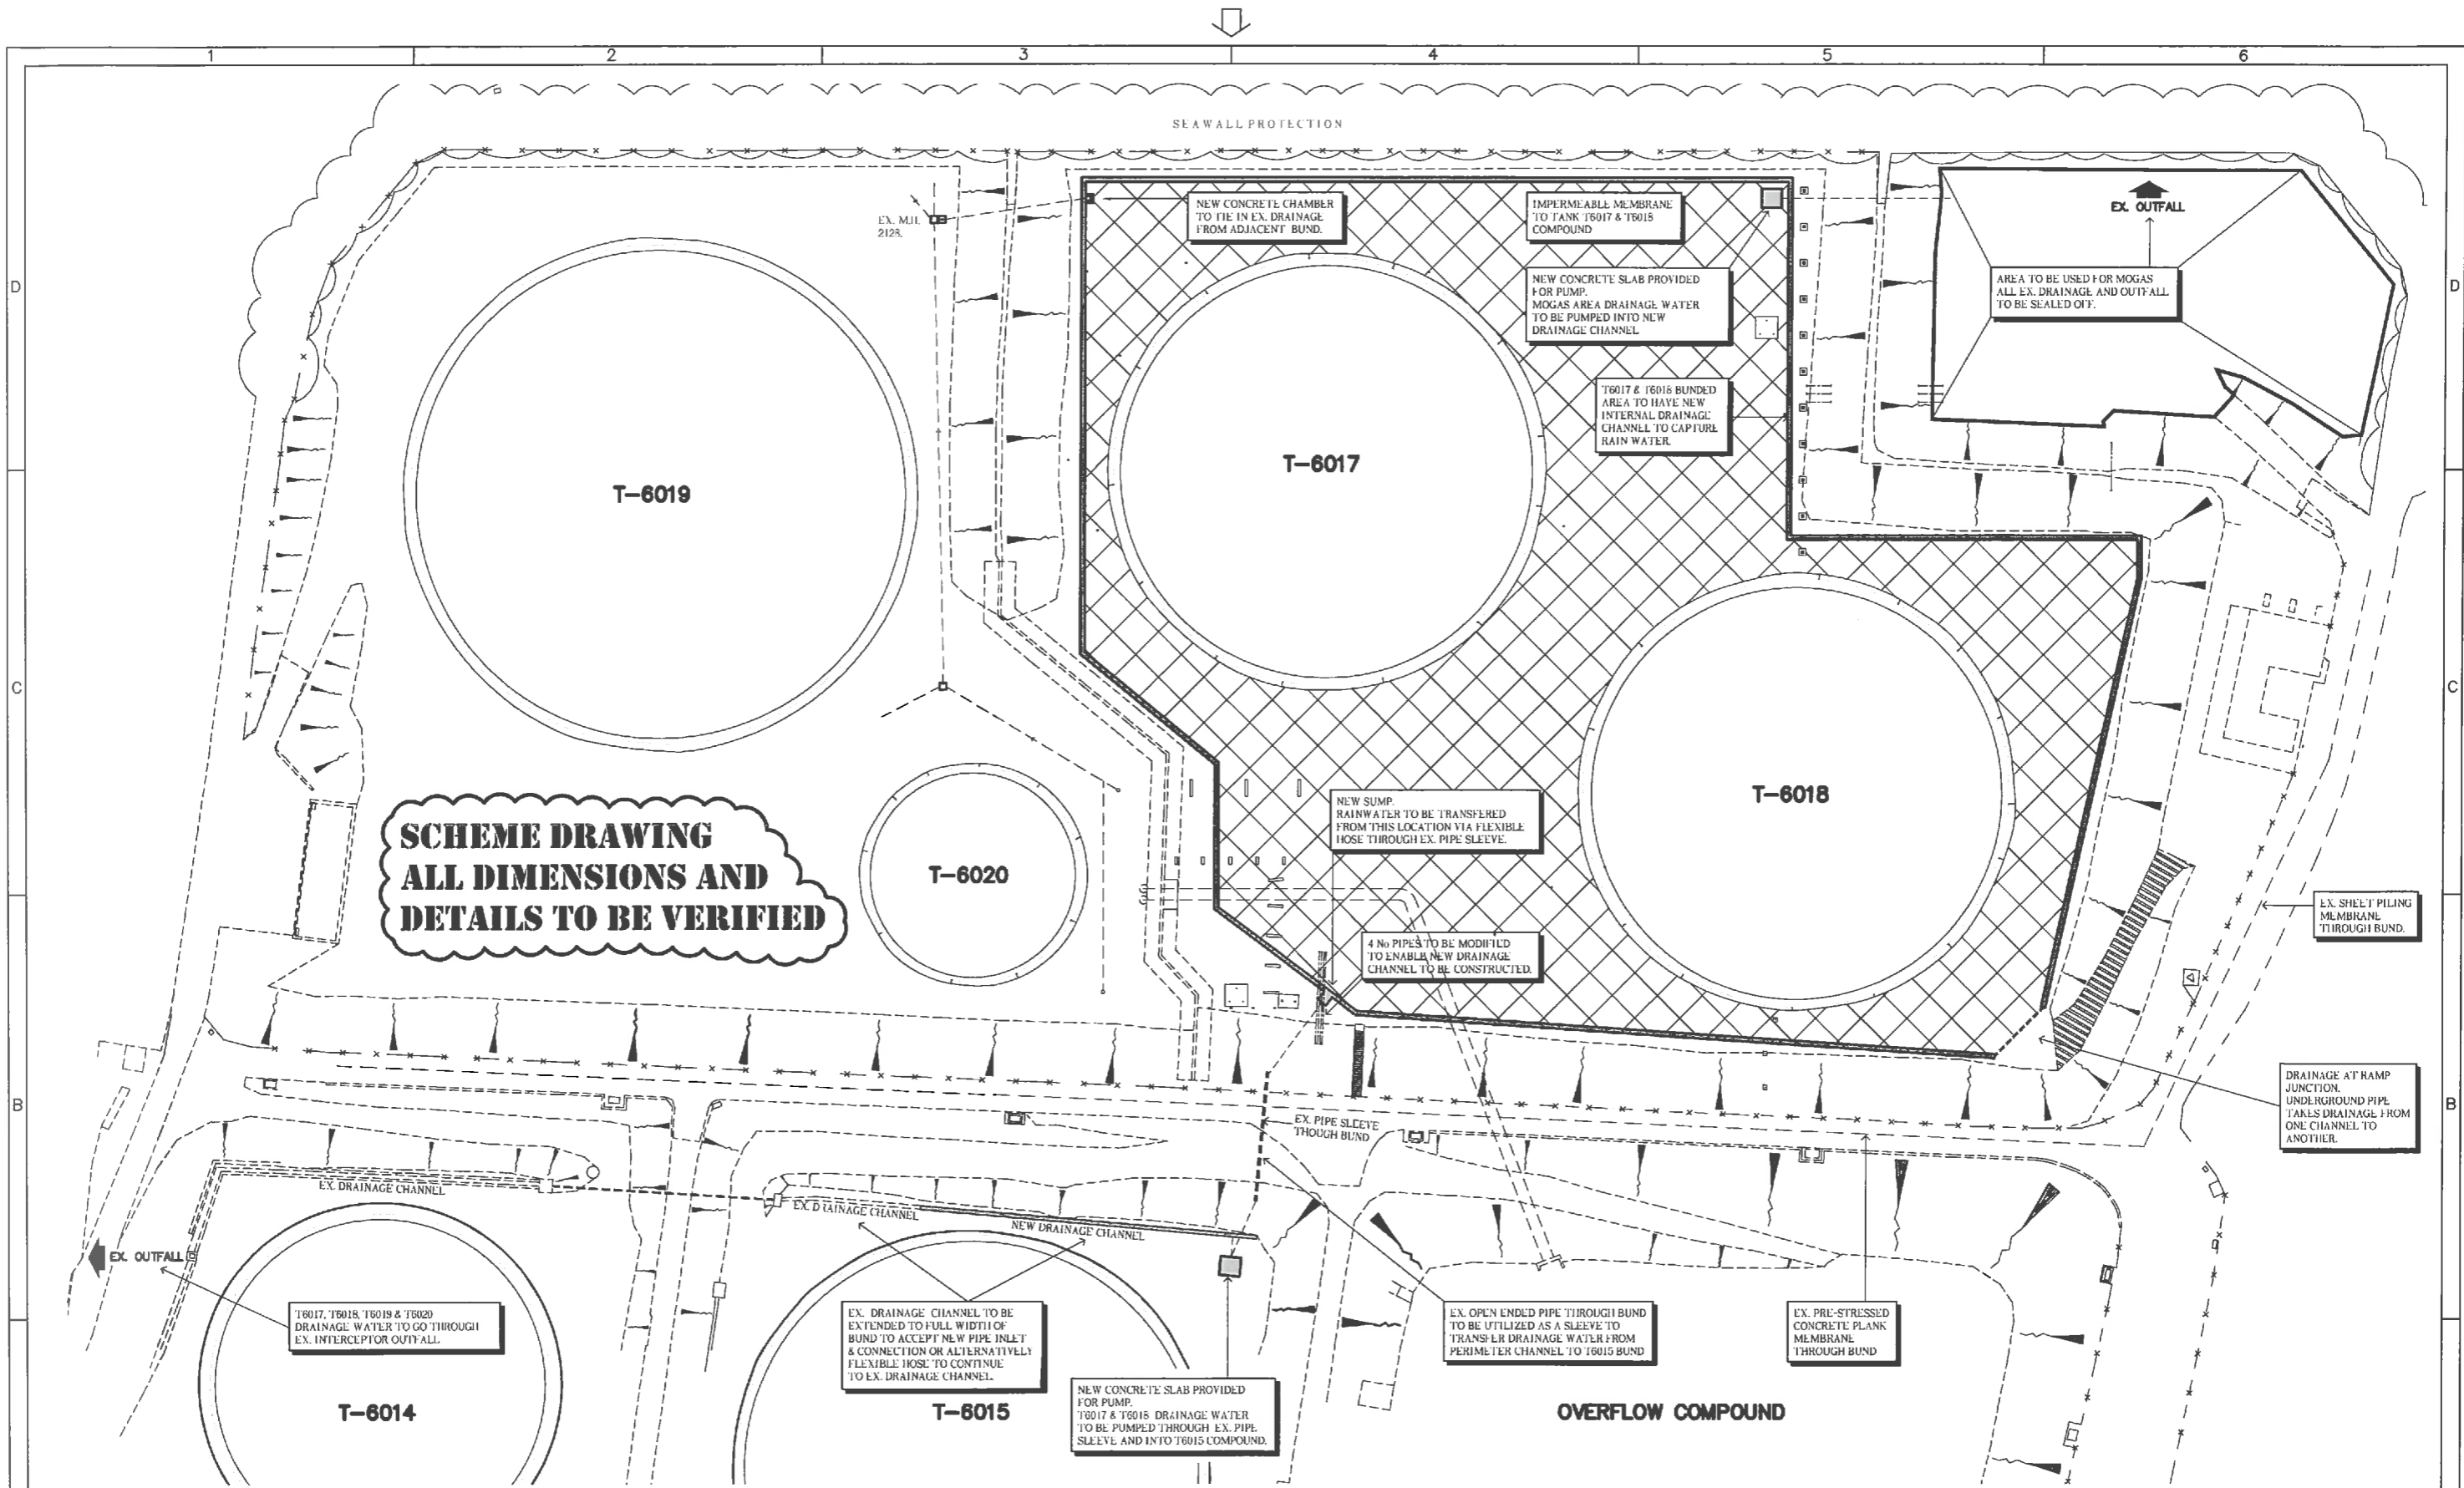 1
2
3
4
5
6
SEAWALL PROTECTION
D
D
C
C
B
B
EX. M.H.
2128.
NEW CONCRETE CHAMBER
TO TIE IN EX. DRAINAGE
FROM ADJACENT BUND.
IMPERMEABLE MEMBRANE
TO TANK T6017 & T6018
COMPOUND
NEW CONCRETE SLAB PROVIDED
FOR PUMP.
MOGAS AREA DRAINAGE WATER
TO BE PUMPED INTO NEW
DRAINAGE CHANNEL
T6017 & T6018 BUNDED
AREA TO HAVE NEW
INTERNAL DRAINAGE
CHANNEL TO CAPTURE
RAIN WATER.
EX. OUTFALL
AREA TO BE USED FOR MOGAS
ALL EX. DRAINAGE AND OUTFALL
TO BE SEALED OFF.
T-6019
T-6017
T-6018
T-6020
SCHEME DRAWING
ALL DIMENSIONS AND
DETAILS TO BE VERIFIED
NEW SUMP.
RAINWATER TO BE TRANSFERED
FROM THIS LOCATION VIA FLEXIBLE
HOSE THROUGH EX. PIPE SLEEVE.
4 No PIPES TO BE MODIFIED
TO ENABLE NEW DRAINAGE
CHANNEL TO BE CONSTRUCTED.
EX. SHEET PILING
MEMBRANE
THROUGH BUND.
DRAINAGE AT RAMP
JUNCTION.
UNDERGROUND PIPE
TAKES DRAINAGE FROM
ONE CHANNEL TO
ANOTHER.
EX. PIPE SLEEVE
THOUGH BUND
EX. DRAINAGE CHANNEL
EX. DRAINAGE CHANNEL
NEW DRAINAGE CHANNEL
EX. OUTFALL
T6017, T6018, T6019 & T6020
DRAINAGE WATER TO GO THROUGH
EX. INTERCEPTOR OUTFALL
EX. DRAINAGE CHANNEL TO BE
EXTENDED TO FULL WIDTH OF
BUND TO ACCEPT NEW PIPE INLET
& CONNECTION OR ALTERNATIVELY
FLEXIBLE HOSE TO CONTINUE
TO EX. DRAINAGE CHANNEL.
NEW CONCRETE SLAB PROVIDED
FOR PUMP.
T6017 & T6018 DRAINAGE WATER
TO BE PUMPED THROUGH EX. PIPE
SLEEVE AND INTO T6015 COMPOUND.
EX. OPEN ENDED PIPE THROUGH BUND
TO BE UTILIZED AS A SLEEVE TO
TRANSFER DRAINAGE WATER FROM
PERIMETER CHANNEL TO T6015 BUND
EX. PRE-STRESSED
CONCRETE PLANK
MEMBRANE
THROUGH BUND
T-6014
T-6015
OVERFLOW COMPOUND